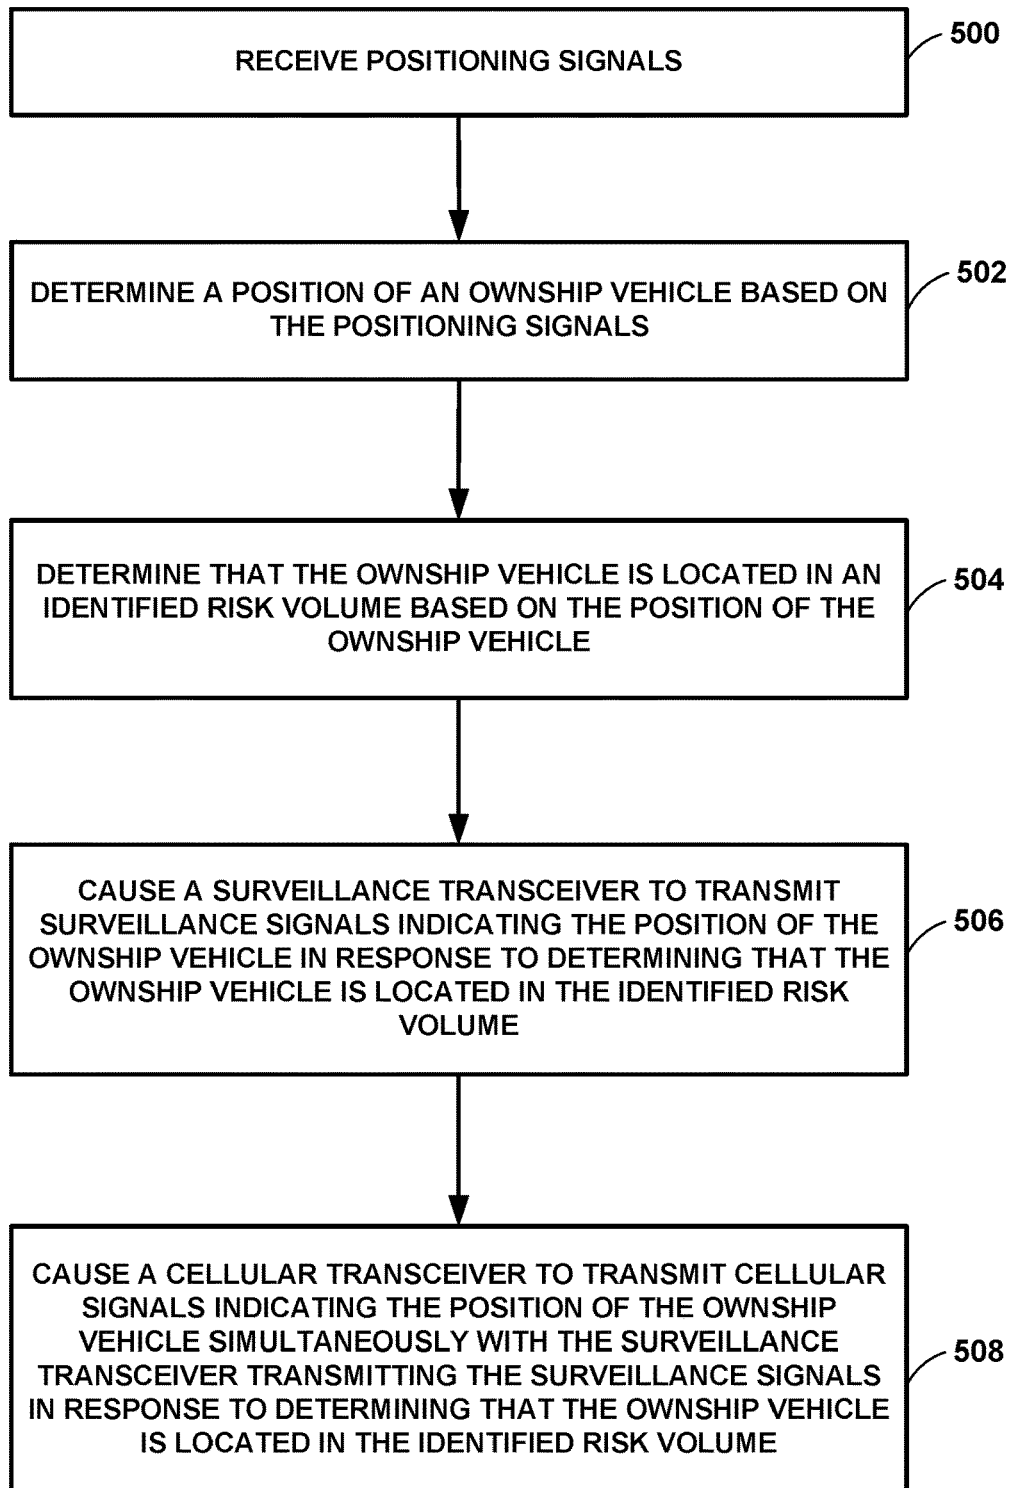 RECEIVE POSITIONING SIGNALS
500
DETERMINE A POSITION OF AN OWNSHIP VEHICLE BASED ON
THE POSITIONING SIGNALS
502
DETERMINE THAT THE OWNSHIP VEHICLE IS LOCATED IN AN
IDENTIFIED RISK VOLUME BASED ON THE POSITION OF THE
OWNSHIP VEHICLE
504
CAUSE A SURVEILLANCE TRANSCEIVER TO TRANSMIT
SURVEILLANCE SIGNALS INDICATING THE POSITION OF THE
OWNSHIP VEHICLE IN RESPONSE TO DETERMINING THAT THE
OWNSHIP VEHICLE IS LOCATED IN THE IDENTIFIED RISK
VOLUME
506
CAUSE A CELLULAR TRANSCEIVER TO TRANSMIT CELLULAR
SIGNALS INDICATING THE POSITION OF THE OWNSHIP
VEHICLE SIMULTANEOUSLY WITH THE SURVEILLANCE
TRANSCEIVER TRANSMITTING THE SURVEILLANCE SIGNALS
IN RESPONSE TO DETERMINING THAT THE OWNSHIP VEHICLE
IS LOCATED IN THE IDENTIFIED RISK VOLUME
508